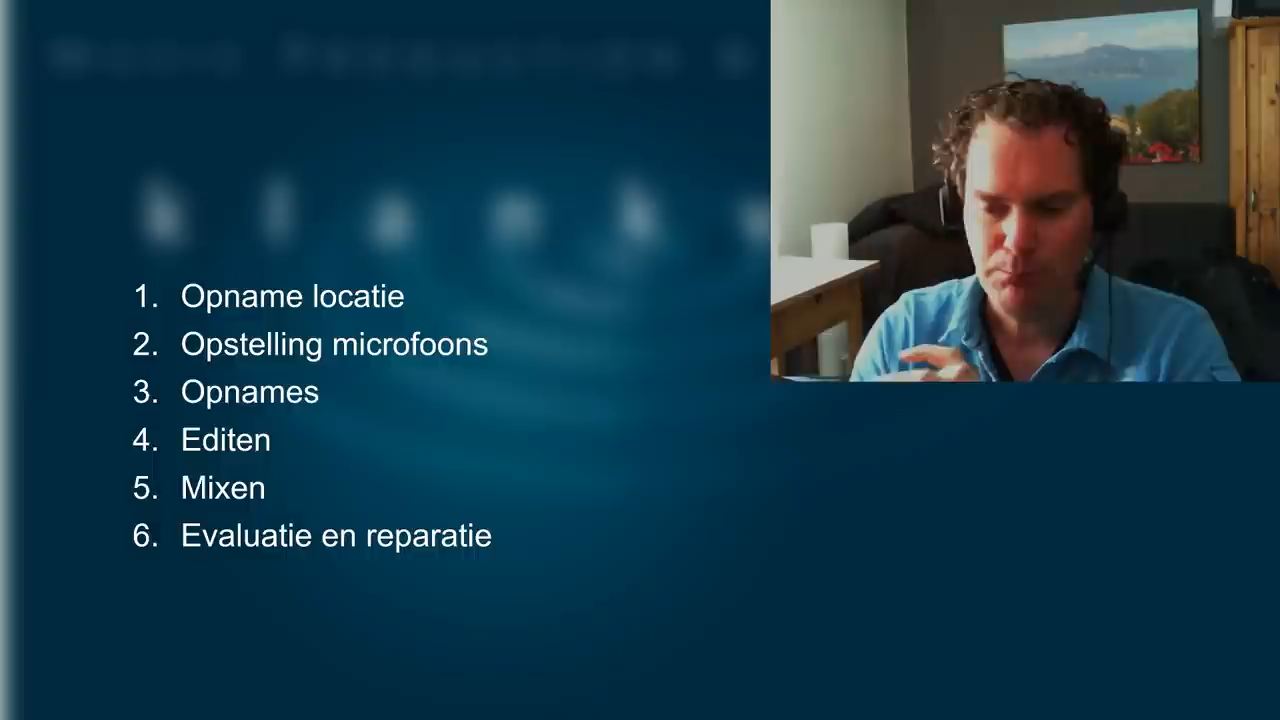 1. Opname locatie
2. Opstelling microfoons
3. Opnames
4. Editen
5. Mixen
6. Evaluatie en reparatie